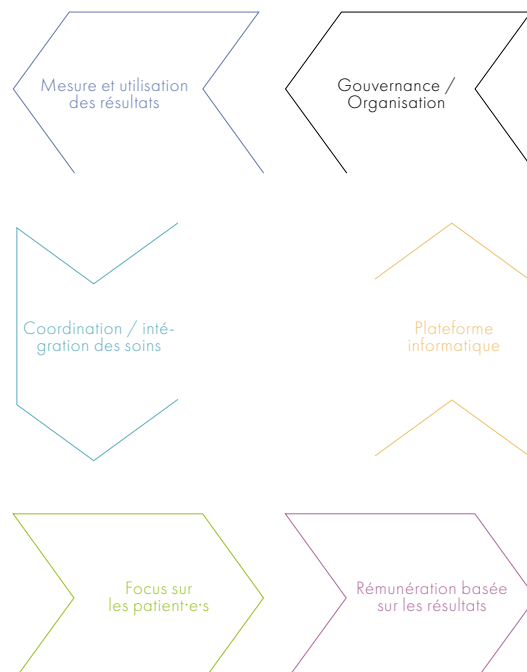 Mesure et utilisation
des résultats
Gouvernance /
Organisation
Coordination / inté-
gration des soins
Plateforme
informatique
Focus sur
les patient·e·s
Rémunération basée
sur les résultats